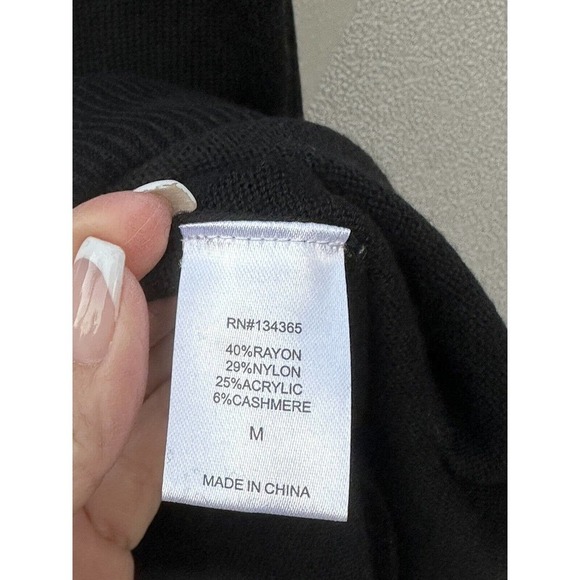 RN#134365
40%RAYON
29%NYLON
25%ACRYLIC
6%CASHMERE
M
MADE IN CHINA